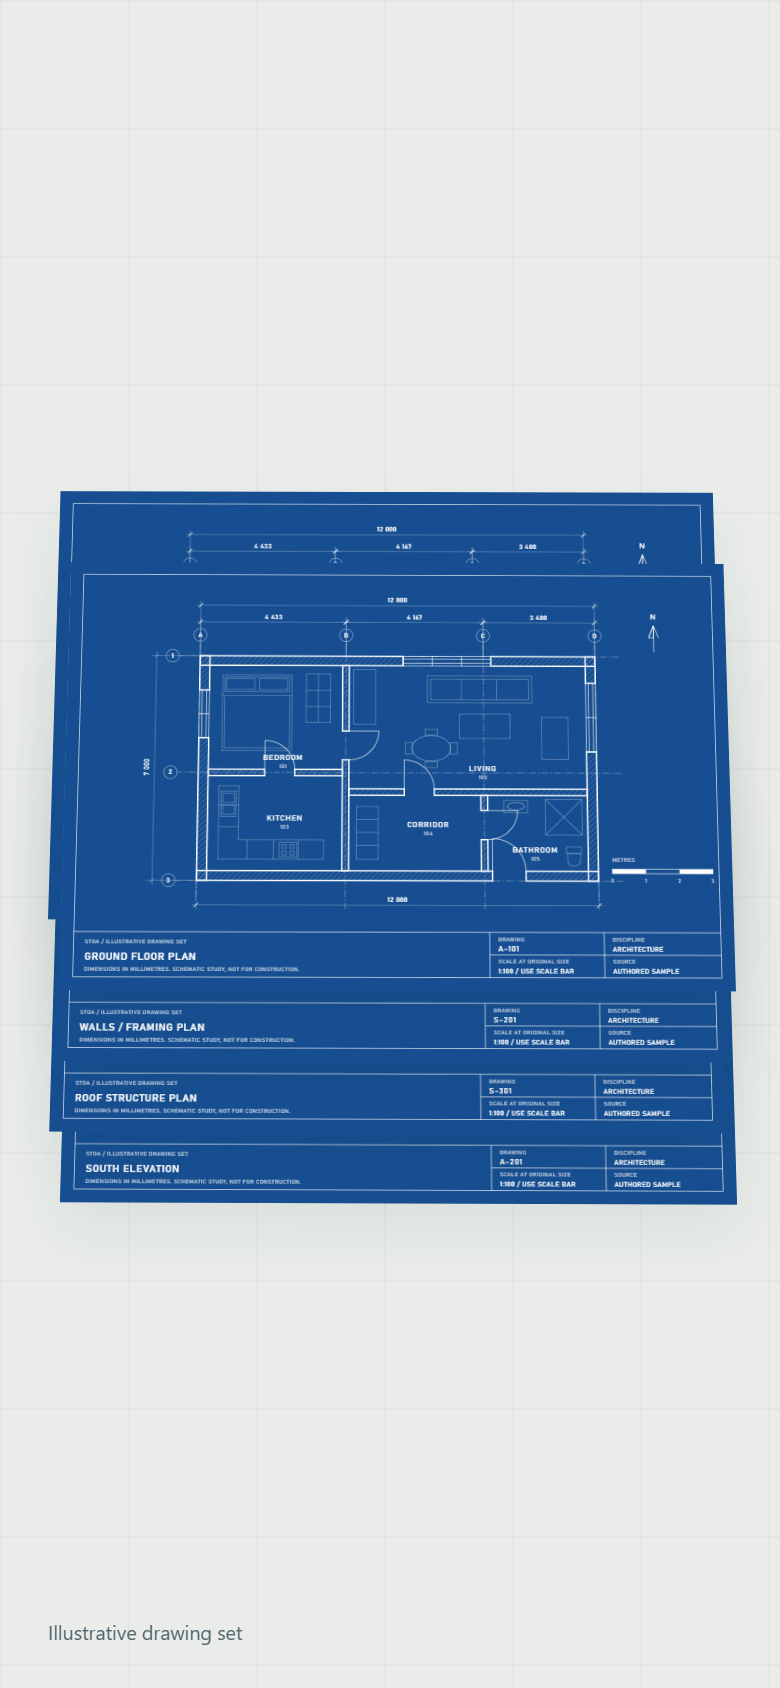 12 000
4 433 4 167 3 400 N
12 000
4 433 4 167 3 400 N
A B C D
1
7 000
2
3
BEDROOM
101
LIVING
102
KITCHEN
103
CORRIDOR
104
BATHROOM
105
METRES
0 1 2 3
12 000
STOA / ILLUSTRATIVE DRAWING SET
GROUND FLOOR PLAN
DIMENSIONS IN MILLIMETRES. SCHEMATIC STUDY, NOT FOR CONSTRUCTION.
DRAWING
A-101
DISCIPLINE
ARCHITECTURE
SCALE AT ORIGINAL SIZE
1:100 / USE SCALE BAR
SOURCE
AUTHORED SAMPLE
STOA / ILLUSTRATIVE DRAWING SET
WALLS / FRAMING PLAN
DIMENSIONS IN MILLIMETRES. SCHEMATIC STUDY, NOT FOR CONSTRUCTION.
DRAWING
S-201
DISCIPLINE
ARCHITECTURE
SCALE AT ORIGINAL SIZE
1:100 / USE SCALE BAR
SOURCE
AUTHORED SAMPLE
STOA / ILLUSTRATIVE DRAWING SET
ROOF STRUCTURE PLAN
DIMENSIONS IN MILLIMETRES. SCHEMATIC STUDY, NOT FOR CONSTRUCTION.
DRAWING
S-301
DISCIPLINE
ARCHITECTURE
SCALE AT ORIGINAL SIZE
1:100 / USE SCALE BAR
SOURCE
AUTHORED SAMPLE
STOA / ILLUSTRATIVE DRAWING SET
SOUTH ELEVATION
DIMENSIONS IN MILLIMETRES. SCHEMATIC STUDY, NOT FOR CONSTRUCTION.
DRAWING
A-201
DISCIPLINE
ARCHITECTURE
SCALE AT ORIGINAL SIZE
1:100 / USE SCALE BAR
SOURCE
AUTHORED SAMPLE
Illustrative drawing set